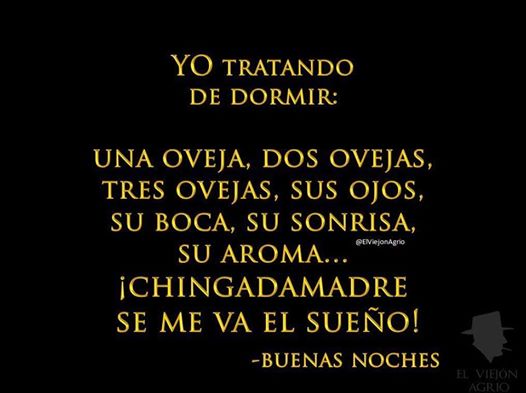 YO TRATANDO
DE DORMIR:
UNA OVEJA, DOS OVEJAS,
TRES OVEJAS, SUS OJOS,
SU BOCA, SU SONRISA,
@ElViejonAgrio
SU AROMA...
¡CHINGADAMADRE
SE ME VA EL SUEÑO!
-BUENAS NOCHES
EL VIEJÓN
AGRIO